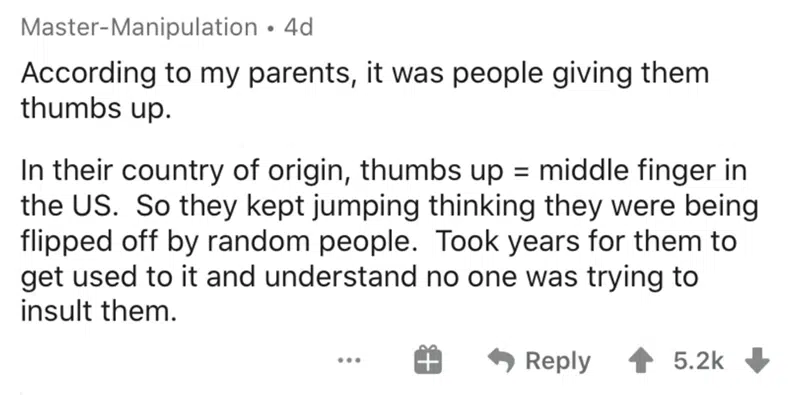 Master-Manipulation • 4d
According to my parents, it was people giving them
thumbs up.
In their country of origin, thumbs up = middle finger in
the US.  So they kept jumping thinking they were being
flipped off by random people.  Took years for them to
get used to it and understand no one was trying to
insult them.
... Reply 5.2k